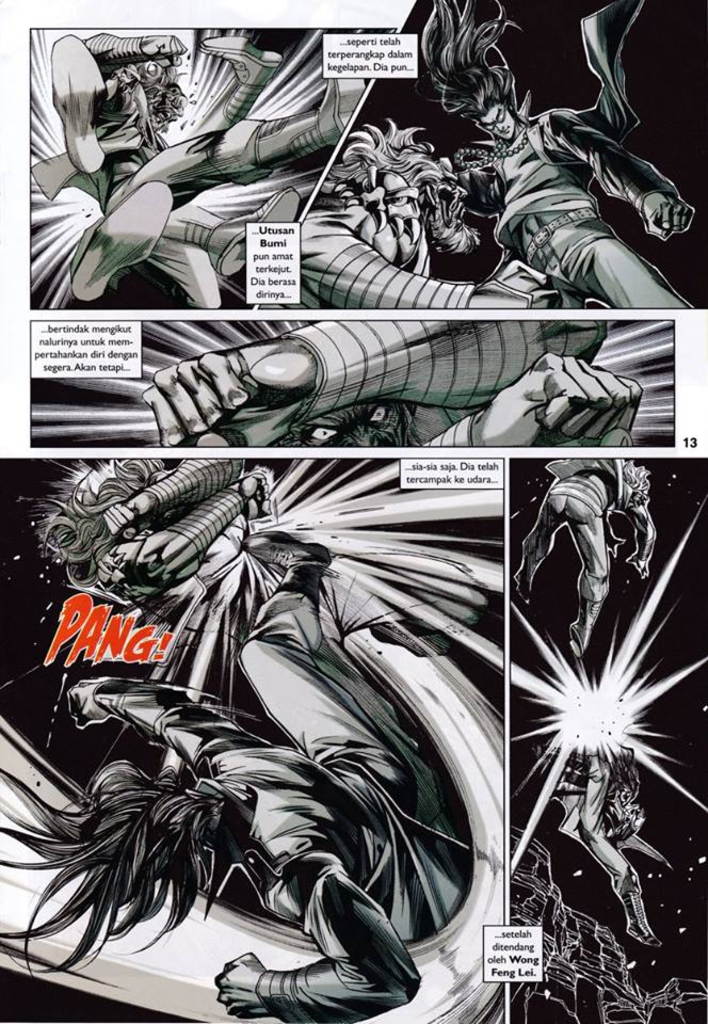 ...seperti telah
terperangkap dalam
kegelapan. Dia pun...
...Utusan
Bumi
pun amat
terkejut.
Dia berasa
dirinya...
...bertindak mengikut
nalurinya untuk mem-
pertahankan diri dengan
segera. Akan tetapi...
13
...sia-sia saja. Dia telah
tercampak ke udara...
PANG!
...setelah
ditendang
oleh Wong
Feng Lei.